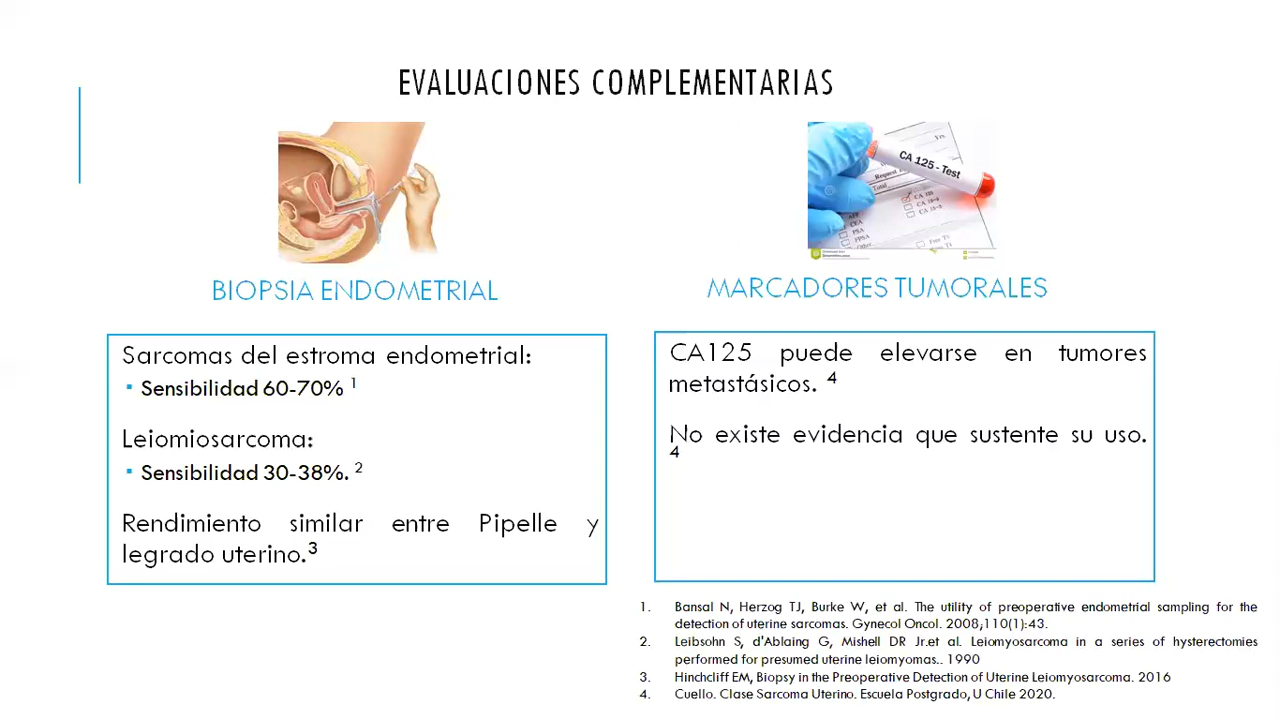 EVALUACIONES COMPLEMENTARIAS
CA 125 - Test
BIOPSIA ENDOMETRIAL
MARCADORES TUMORALES
Sarcomas del estroma endometrial:
▪ Sensibilidad 60-70% 1
Leiomiosarcoma:
▪ Sensibilidad 30-38%. 2
Rendimiento similar entre Pipelle y
legrado uterino.3
CA125 puede elevarse en tumores
metastásicos. 4
No existe evidencia que sustente su uso.
4
1. Bansal N, Herzog TJ, Burke W, et al. The utility of preoperative endometrial sampling for the
detection of uterine sarcomas. Gynecol Oncol. 2008;110(1):43.
2. Leibsohn S, d'Ablaing G, Mishell DR Jr.et al. Leiomyosarcoma in a series of hysterectomies
performed for presumed uterine leiomyomas.. 1990
3. Hinchcliff EM, Biopsy in the Preoperative Detection of Uterine Leiomyosarcoma. 2016
4. Cuello. Clase Sarcoma Uterino. Escuela Postgrado, U Chile 2020.